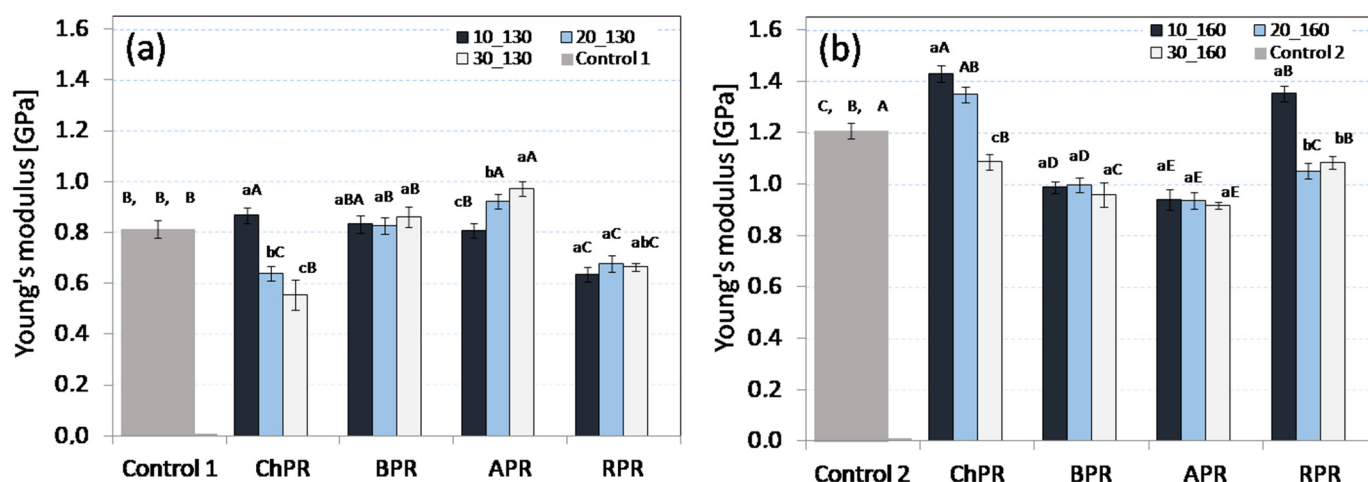 (a)
10_130 20_130
30_130 Control 1
Young's modulus [GPa]
1.6
1.4
1.2
1.0
0.8
0.6
0.4
0.2
0.0
B, B, B
aA
bC
cB
aBA
aB
aB
cB
bA
aA
aC
aC
abC
Control 1 ChPR BPR APR RPR
(b)
10_160 20_160
30_160 Control 2
Young's modulus [GPa]
1.6
1.4
1.2
1.0
0.8
0.6
0.4
0.2
0.0
C, B, A
aA
AB
cB
aD
aD
aC
aE
aE
aE
aB
bC
bB
Control 2 ChPR BPR APR RPR